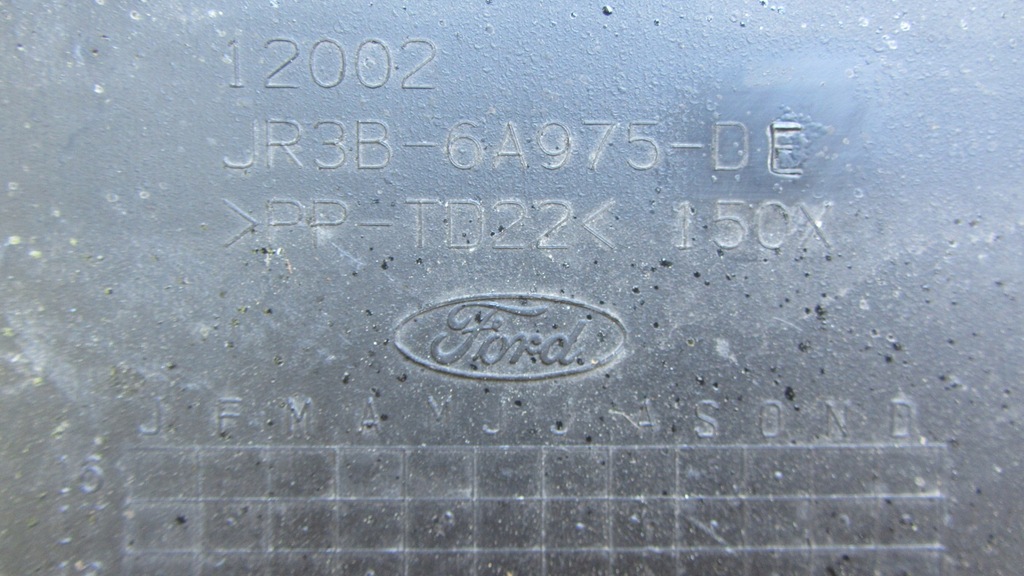 12002
JR3B-6A975-DE
>PP-TD22< 150X
Ford
J F M A M J J A S O N D